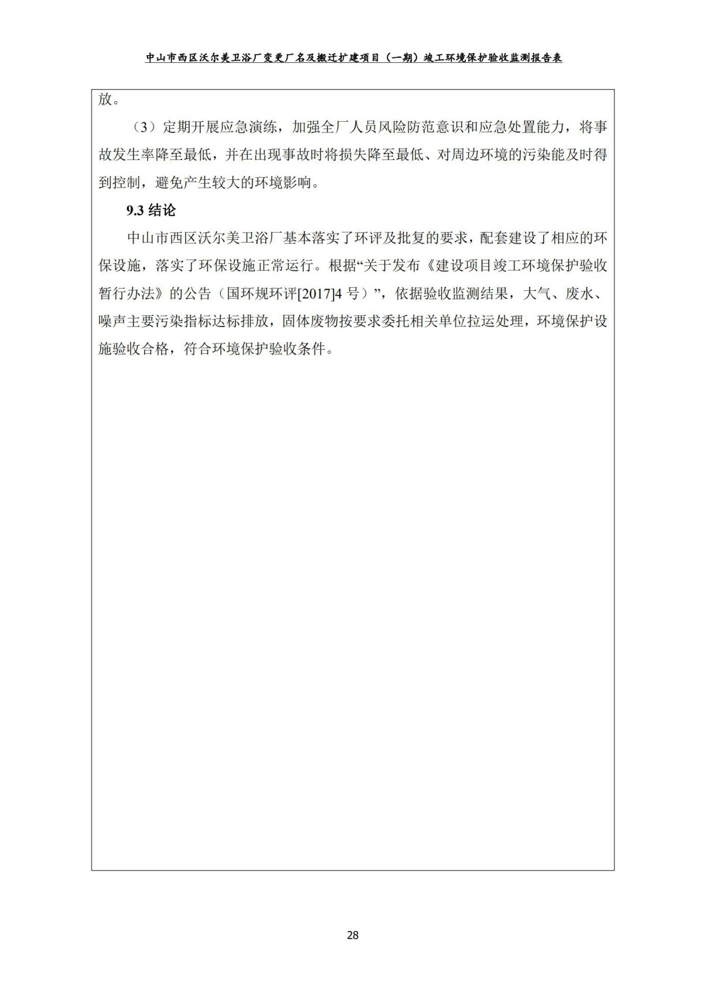 中山市西区沃尔美卫浴厂变更厂名及搬迁扩建项目（一期）竣工环境保护验收监测报告表
放。
（3）定期开展应急演练，加强全厂人员风险防范意识和应急处置能力，将事
故发生率降至最低，并在出现事故时将损失降至最低、对周边环境的污染能及时得
到控制，避免产生较大的环境影响。
9.3 结论
中山市西区沃尔美卫浴厂基本落实了环评及批复的要求，配套建设了相应的环
保设施，落实了环保设施正常运行。根据“关于发布《建设项目竣工环境保护验收
暂行办法》的公告（国环规环评[2017]4 号）”，依据验收监测结果，大气、废水、
噪声主要污染指标达标排放，固体废物按要求委托相关单位拉运处理，环境保护设
施验收合格，符合环境保护验收条件。
28